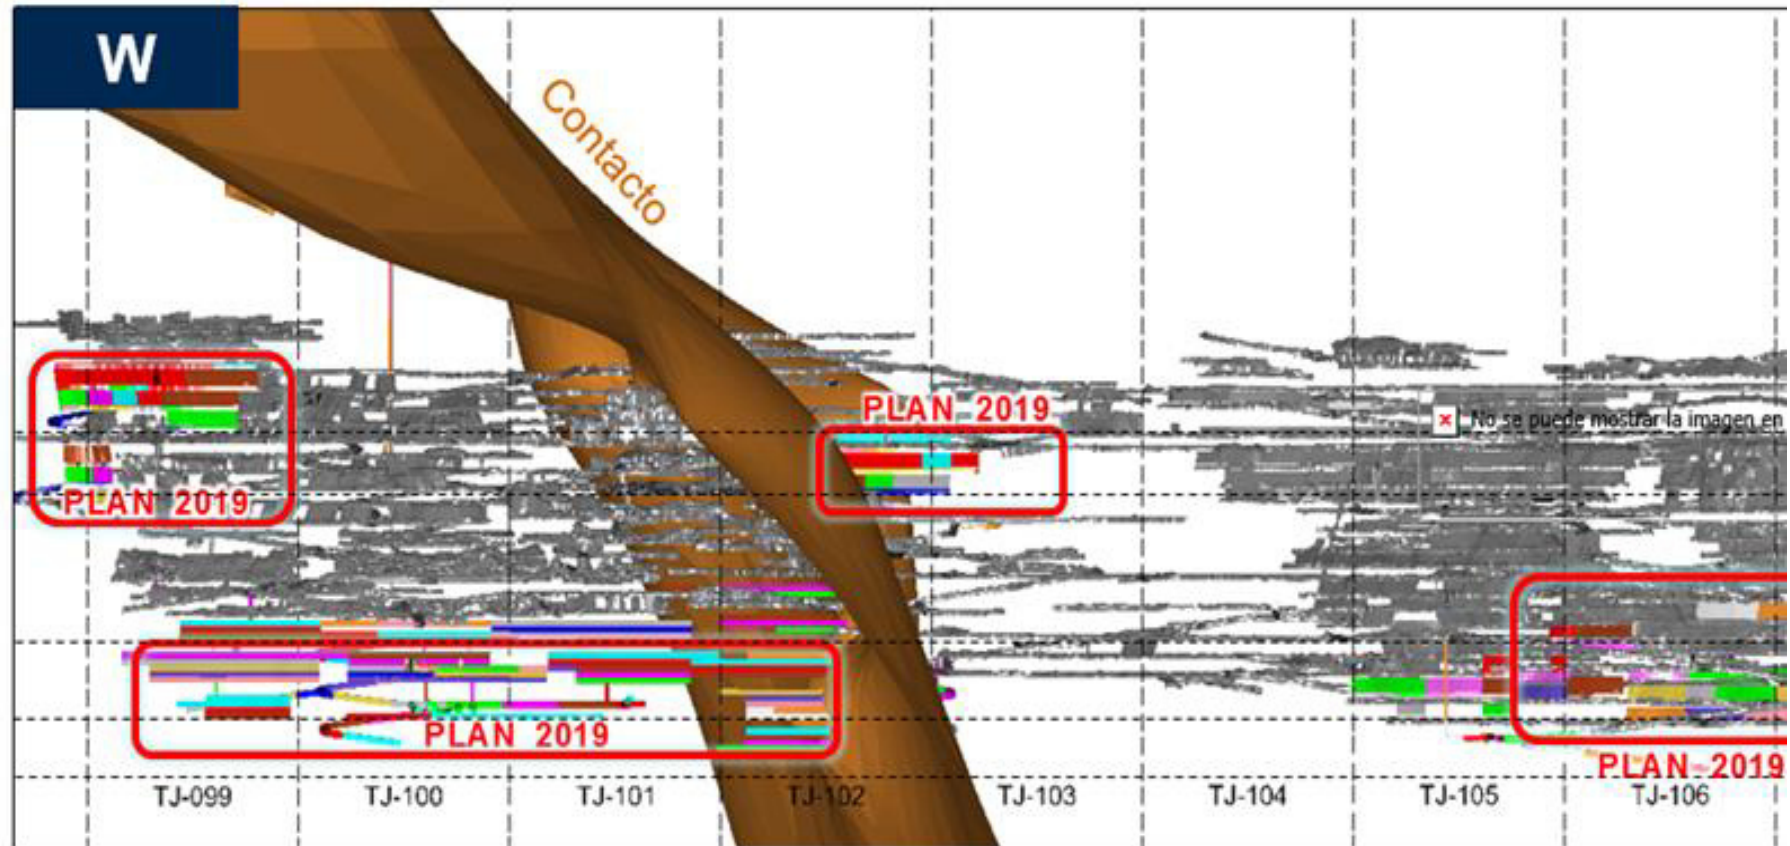 W
Contacto
PLAN 2019
No se puede mostrar la imagen en
PLAN 2019
PLAN 2019
PLAN 2019
TJ-099 TJ-100 TJ-101 TJ-102 TJ-103 TJ-104 TJ-105 TJ-106